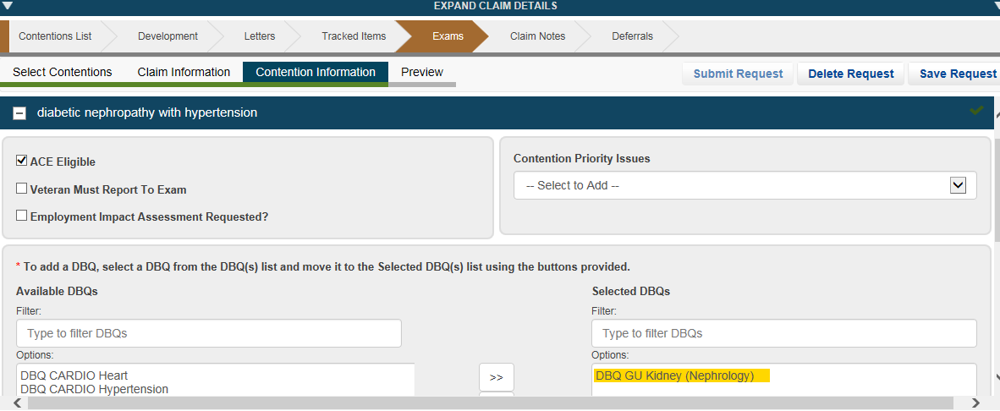 EXPAND CLAIM DETAILS
Contentions List Development Letters Tracked Items Exams Claim Notes Deferrals
Select Contentions Claim Information Contention Information Preview Submit Request Delete Request Save Request
diabetic nephropathy with hypertension
ACE Eligible
Veteran Must Report To Exam
Employment Impact Assessment Requested?
Contention Priority Issues
-- Select to Add --
* To add a DBQ, select a DBQ from the DBQ(s) list and move it to the Selected DBQ(s) list using the buttons provided.
Available DBQs
Filter:
Type to filter DBQs
Options:
DBQ CARDIO Heart
DBQ CARDIO Hypertension
>>
Selected DBQs
Filter:
Type to filter DBQs
Options:
DBQ GU Kidney (Nephrology)